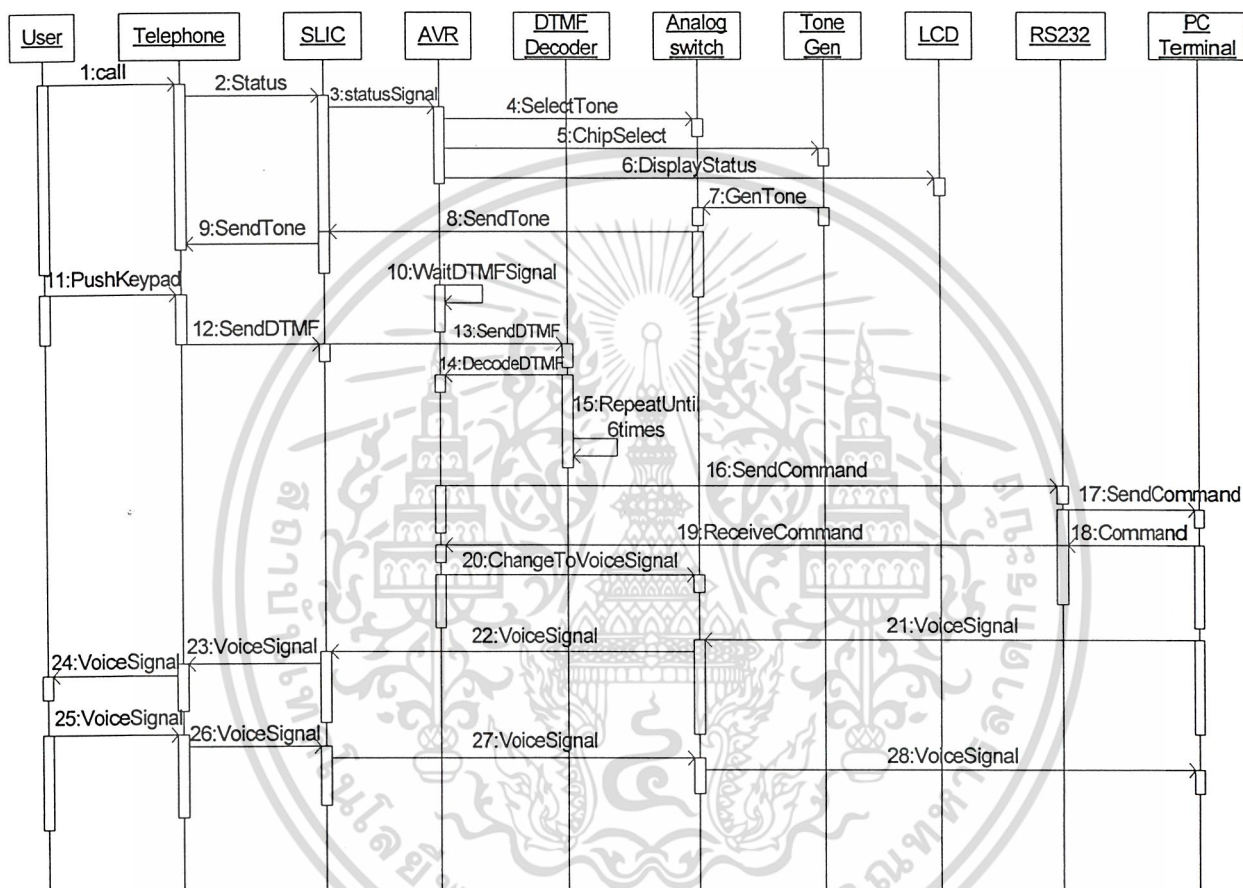 User
Telephone
SLIC
AVR
DTMF
Decoder
Analog
switch
Tone
Gen
LCD
RS232
PC
Terminal
1:call
2:Status
3:statusSignal
4:SelectTone
5:ChipSelect
6:DisplayStatus
7:GenTone
8:SendTone
9:SendTone
10:WaitDTMFSignal
11:PushKeypad
12:SendDTMF
13:SendDTMF
14:DecodeDTMF
15:RepeatUntil
6times
16:SendCommand
17:SendCommand
18:Command
19:ReceiveCommand
20:ChangeToVoiceSignal
21:VoiceSignal
22:VoiceSignal
23:VoiceSignal
24:VoiceSignal
25:VoiceSignal
26:VoiceSignal
27:VoiceSignal
28:VoiceSignal